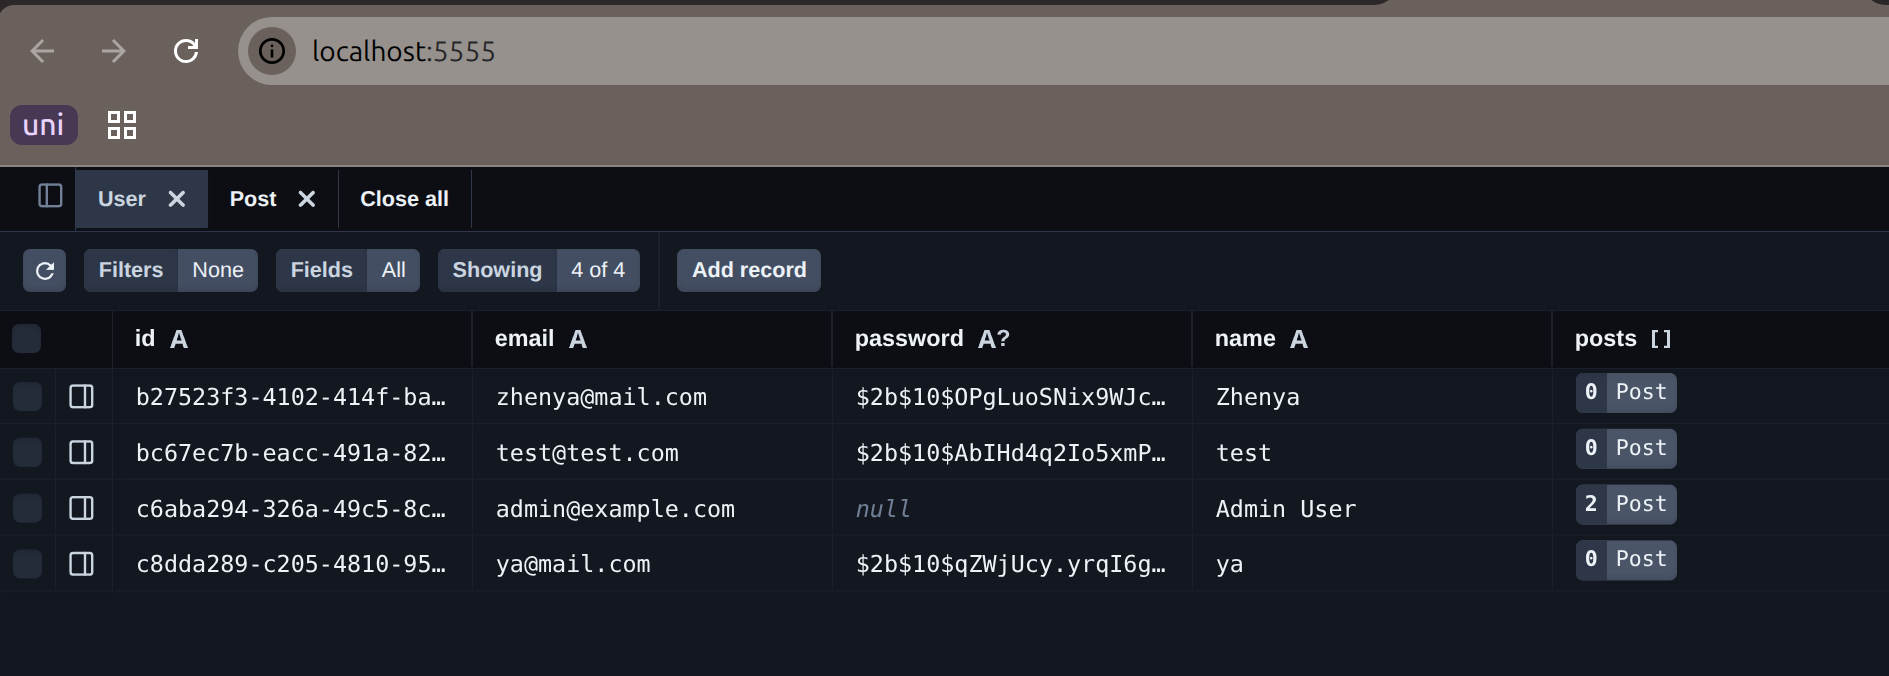 localhost:5555
uni
User Post Close all
Filters None Fields All Showing 4 of 4 Add record
id A email A password A? name A posts []
b27523f3-4102-414f-ba… zhenya@mail.com $2b$10$OPgLuoSNix9WJc… Zhenya 0 Post
bc67ec7b-eacc-491a-82… test@test.com $2b$10$AbIHd4q2Io5xmP… test 0 Post
c6aba294-326a-49c5-8c… admin@example.com null Admin User 2 Post
c8dda289-c205-4810-95… ya@mail.com $2b$10$qZWjUcy.yrqI6g… ya 0 Post